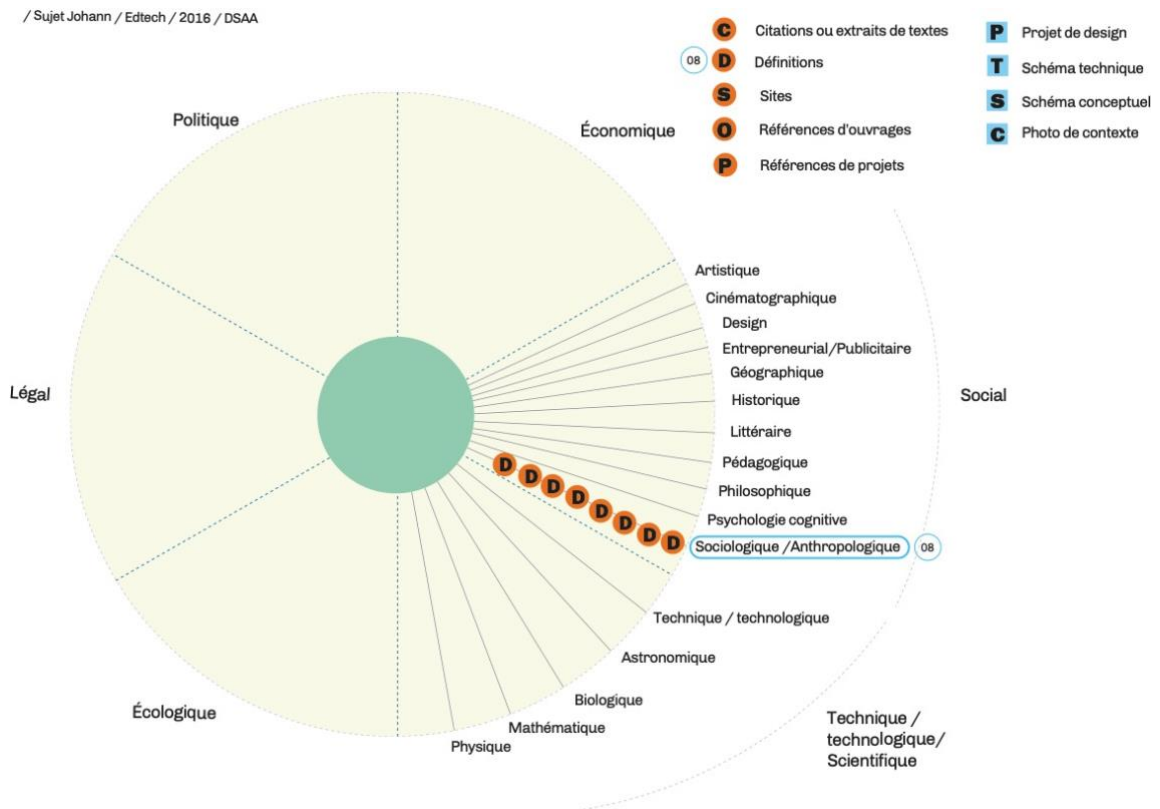 / Sujet Johann / Edtech / 2016 / DSAA
C Citations ou extraits de textes
08 D Définitions
S Sites
O Références d'ouvrages
P Références de projets
P Projet de design
T Schéma technique
S Schéma conceptuel
C Photo de contexte
Politique
Économique
Légal
Écologique
Artistique
Cinématographique
Design
Entrepreneurial/Publicitaire
Géographique
Historique
Littéraire
Pédagogique
Philosophique
Psychologie cognitive
D D D D D D D D
Sociologique /Anthropologique 08
Social
Technique / technologique
Astronomique
Biologique
Mathématique
Physique
Technique /
technologique/
Scientifique